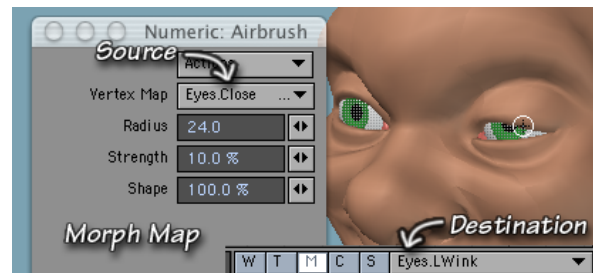 Numeric: Airbrush
Source
Actions
Vertex Map Eyes.Close ...
Radius 24.0
Strength 10.0 %
Shape 100.0 %
Morph Map
Destination
W T M C S Eyes.LWink